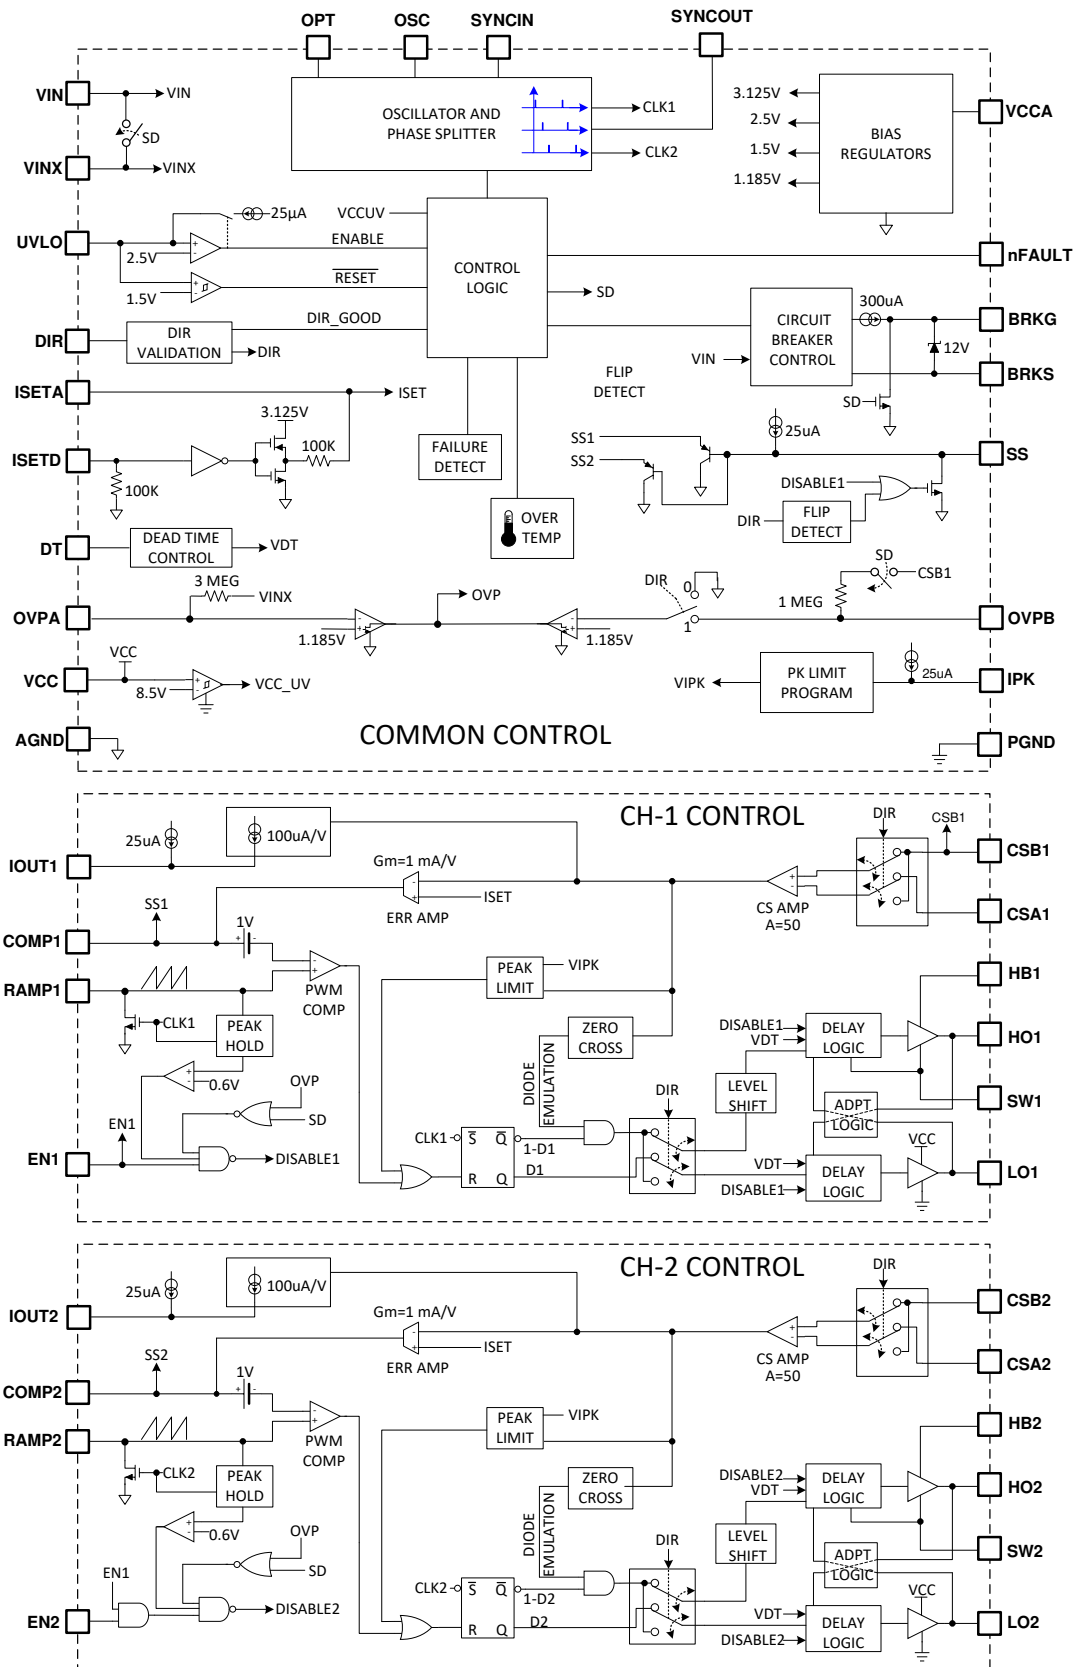 OPT
OSC
SYNCIN
SYNCOUT
VIN
VIN
SD
VINX
VINX
OSCILLATOR AND
PHASE SPLITTER
CLK1
CLK2
3.125V
2.5V
1.5V
1.185V
BIAS
REGULATORS
VCCA
UVLO
25µA
2.5V
1.5V
VCCUV
ENABLE
RESET
DIR_GOOD
CONTROL
LOGIC
SD
nFAULT
DIR
DIR
VALIDATION
DIR
VIN
CIRCUIT
BREAKER
CONTROL
300uA
12V
SD
BRKG
BRKS
ISETA
ISET
FLIP
DETECT
ISETD
100K
3.125V
100K
FAILURE
DETECT
OVER
TEMP
SS1
SS2
25uA
SS
DISABLE1
DIR
FLIP
DETECT
DT
DEAD TIME
CONTROL
VDT
OVPA
3 MEG
VINX
1.185V
OVP
1.185V
DIR
0
1
SD
CSB1
1 MEG
OVPB
VCC
VCC
8.5V
VCC_UV
VIPK
PK LIMIT
PROGRAM
25uA
IPK
AGND
COMMON CONTROL
PGND
CH-1 CONTROL
IOUT1
25uA
100uA/V
Gm=1 mA/V
ISET
ERR AMP
CS AMP
A=50
DIR
CSB1
CSB1
CSA1
COMP1
SS1
1V
RAMP1
PWM
COMP
CLK1
PEAK
HOLD
0.6V
OVP
SD
EN1
EN1
DISABLE1
PEAK
LIMIT
VIPK
ZERO
CROSS
DIODE
EMULATION
CLK1
S
Q
R
Q
1-D1
D1
DIR
LEVEL
SHIFT
DISABLE1
VDT
DELAY
LOGIC
ADPT
LOGIC
VDT
DISABLE1
DELAY
LOGIC
VCC
HB1
HO1
SW1
LO1
CH-2 CONTROL
IOUT2
25uA
100uA/V
Gm=1 mA/V
ISET
ERR AMP
CS AMP
A=50
DIR
CSB2
CSA2
COMP2
SS2
1V
RAMP2
PWM
COMP
CLK2
PEAK
HOLD
0.6V
OVP
SD
EN1
EN2
DISABLE2
PEAK
LIMIT
VIPK
ZERO
CROSS
DIODE
EMULATION
CLK2
S
Q
R
Q
1-D2
D2
DIR
LEVEL
SHIFT
DISABLE2
VDT
DELAY
LOGIC
ADPT
LOGIC
VDT
DISABLE2
DELAY
LOGIC
VCC
HB2
HO2
SW2
LO2